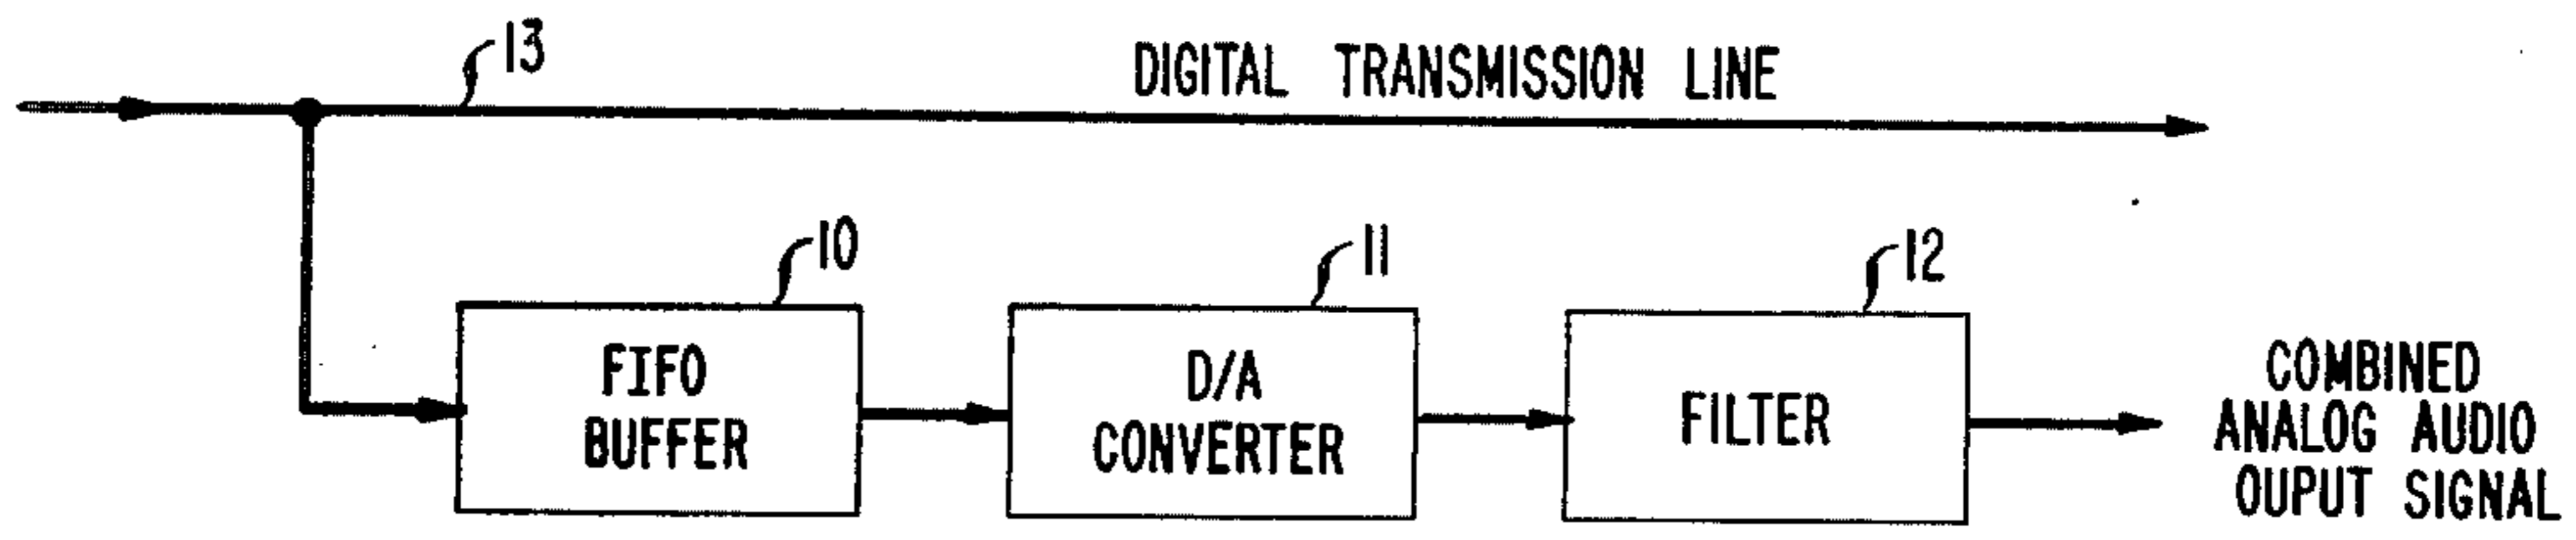 13
DIGITAL TRANSMISSION LINE
10
11
12
FIFO
BUFFER
D/A
CONVERTER
FILTER
COMBINED
ANALOG AUDIO
OUPUT SIGNAL